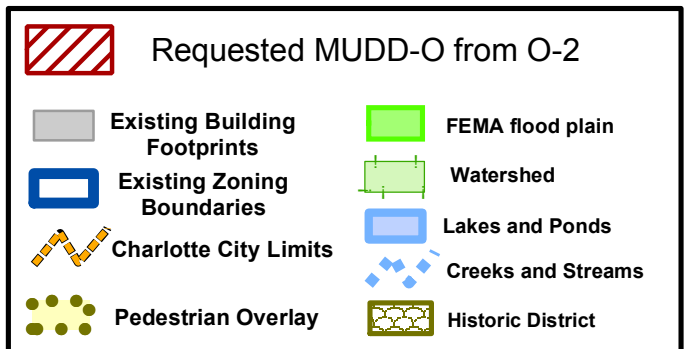 Requested MUDD-O from O-2
Existing Building
Footprints
Existing Zoning
Boundaries
Charlotte City Limits
Pedestrian Overlay
FEMA flood plain
Watershed
Lakes and Ponds
Creeks and Streams
Historic District